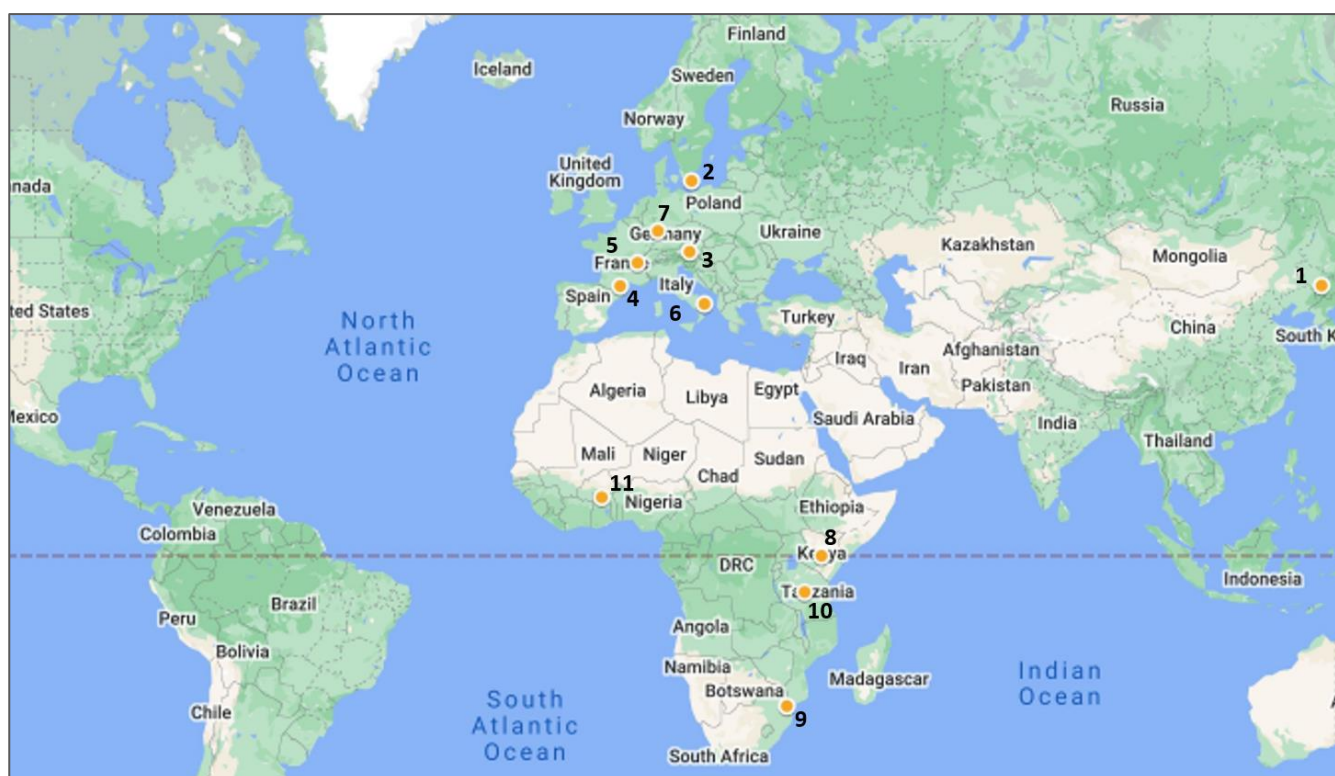 Finland
Iceland
Sweden
Russia
Norway
United
Kingdom
2
nada
Poland
7
Germany
Ukraine
5
3
France
Kazakhstan
Mongolia
1
Italy
4
Spain
6
ted States
Turkey
China
South K
North
Atlantic
Ocean
Iraq
Afghanistan
Iran
Pakistan
Algeria
Libya
Egypt
Mexico
Saudi Arabia
India
Thailand
Mali
Niger
Sudan
Chad
11
Nigeria
Venezuela
Ethiopia
Colombia
8
Kenya
DRC
Indonesia
Tanzania
10
Brazil
Peru
Angola
Bolivia
Namibia
Madagascar
Botswana
Indian
Ocean
Chile
9
South
Atlantic
Ocean
South Africa